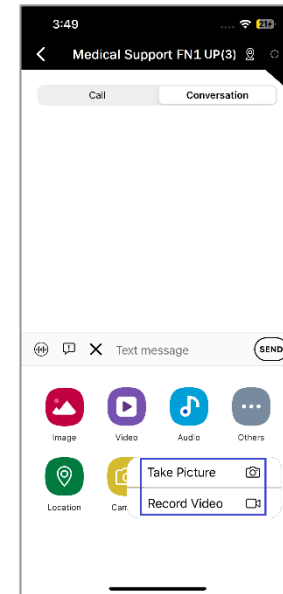 3:49
21
Medical Support FN1 UP(3)
Call
Conversation
Text message
SEND
Image
Video
Audio
Others
Take Picture
Record Video
Location